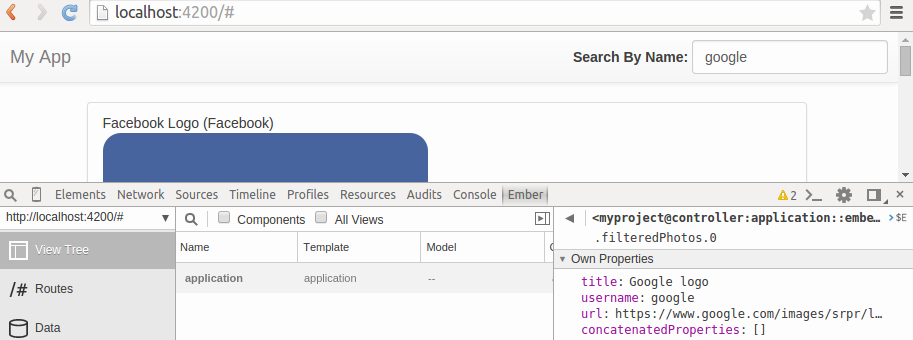 localhost:4200/#
My App Search By Name: google
Facebook Logo (Facebook)
Elements Network Sources Timeline Profiles Resources Audits Console Ember 2
http://localhost:4200/# Components All Views <myproject@controller:application::embe… $E
.filteredPhotos.0
View Tree Name Template Model Own Properties
application application -- title: Google logo
/# Routes username: google
url: https://www.google.com/images/srpr/l…
Data concatenatedProperties: []